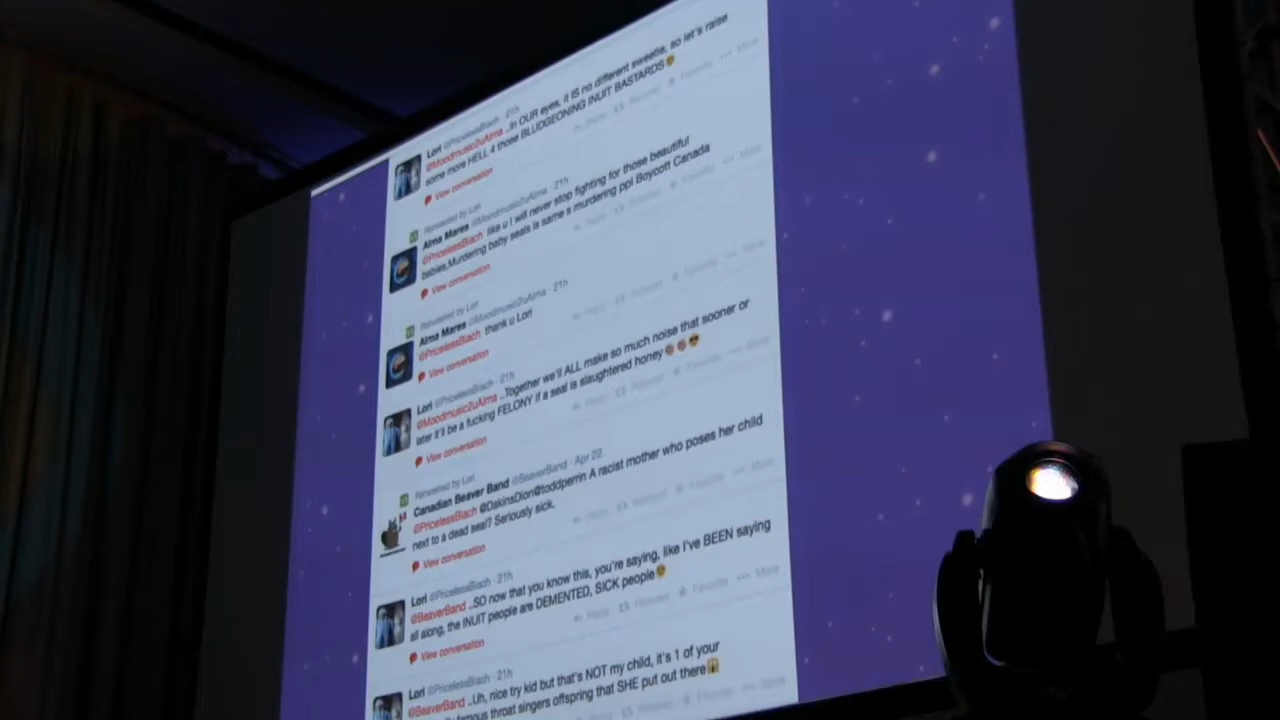 Lori @PricelessBiach · 21h
@Moodmusic2uAlma ..In OUR eyes, it IS no different sweetie, so let's raise
some more HELL 4 those BLUDGEONING INUIT BASTARDS
View conversation
Retweeted by Lori
Alma Mares @Moodmusic2uAlma · 21h
@PricelessBiach like u I will never stop fighting for those beautiful
babies,Murdering baby seals is same s murdering ppl Boycott Canada
View conversation
Retweeted by Lori
Alma Mares @Moodmusic2uAlma · 21h
@PricelessBiach thank u Lori
View conversation
Lori @PricelessBiach · 21h
@Moodmusic2uAlma ..Together we'll ALL make so much noise that sooner or
later it'll be a fucking FELONY if a seal is slaughtered honey
View conversation
Retweeted by Lori
Canadian Beaver Band @BeaverBand · Apr 22
@PricelessBiach @DakinsDion@toddperrin A racist mother who poses her child
next to a dead seal? Seriously sick.
View conversation
Lori @PricelessBiach · 21h
@BeaverBand ..SO now that you know this, you're saying, like I've BEEN saying
all along, the INUIT people are DEMENTED, SICK people
View conversation
Lori @PricelessBiach · 21h
@BeaverBand ..Uh, nice try kid but that's NOT my child, it's 1 of your
famous throat singers offspring that SHE put out there